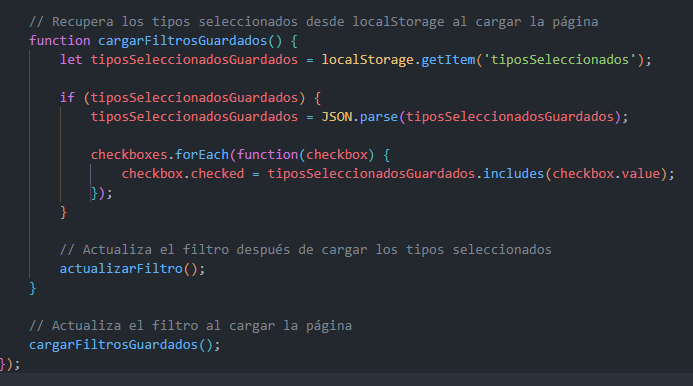 // Recupera los tipos seleccionados desde localStorage al cargar la página
function cargarFiltrosGuardados() {
let tiposSeleccionadosGuardados = localStorage.getItem('tiposSeleccionados');
if (tiposSeleccionadosGuardados) {
tiposSeleccionadosGuardados = JSON.parse(tiposSeleccionadosGuardados);
checkboxes.forEach(function(checkbox) {
checkbox.checked = tiposSeleccionadosGuardados.includes(checkbox.value);
});
}
// Actualiza el filtro después de cargar los tipos seleccionados
actualizarFiltro();
}
// Actualiza el filtro al cargar la página
cargarFiltrosGuardados();
});